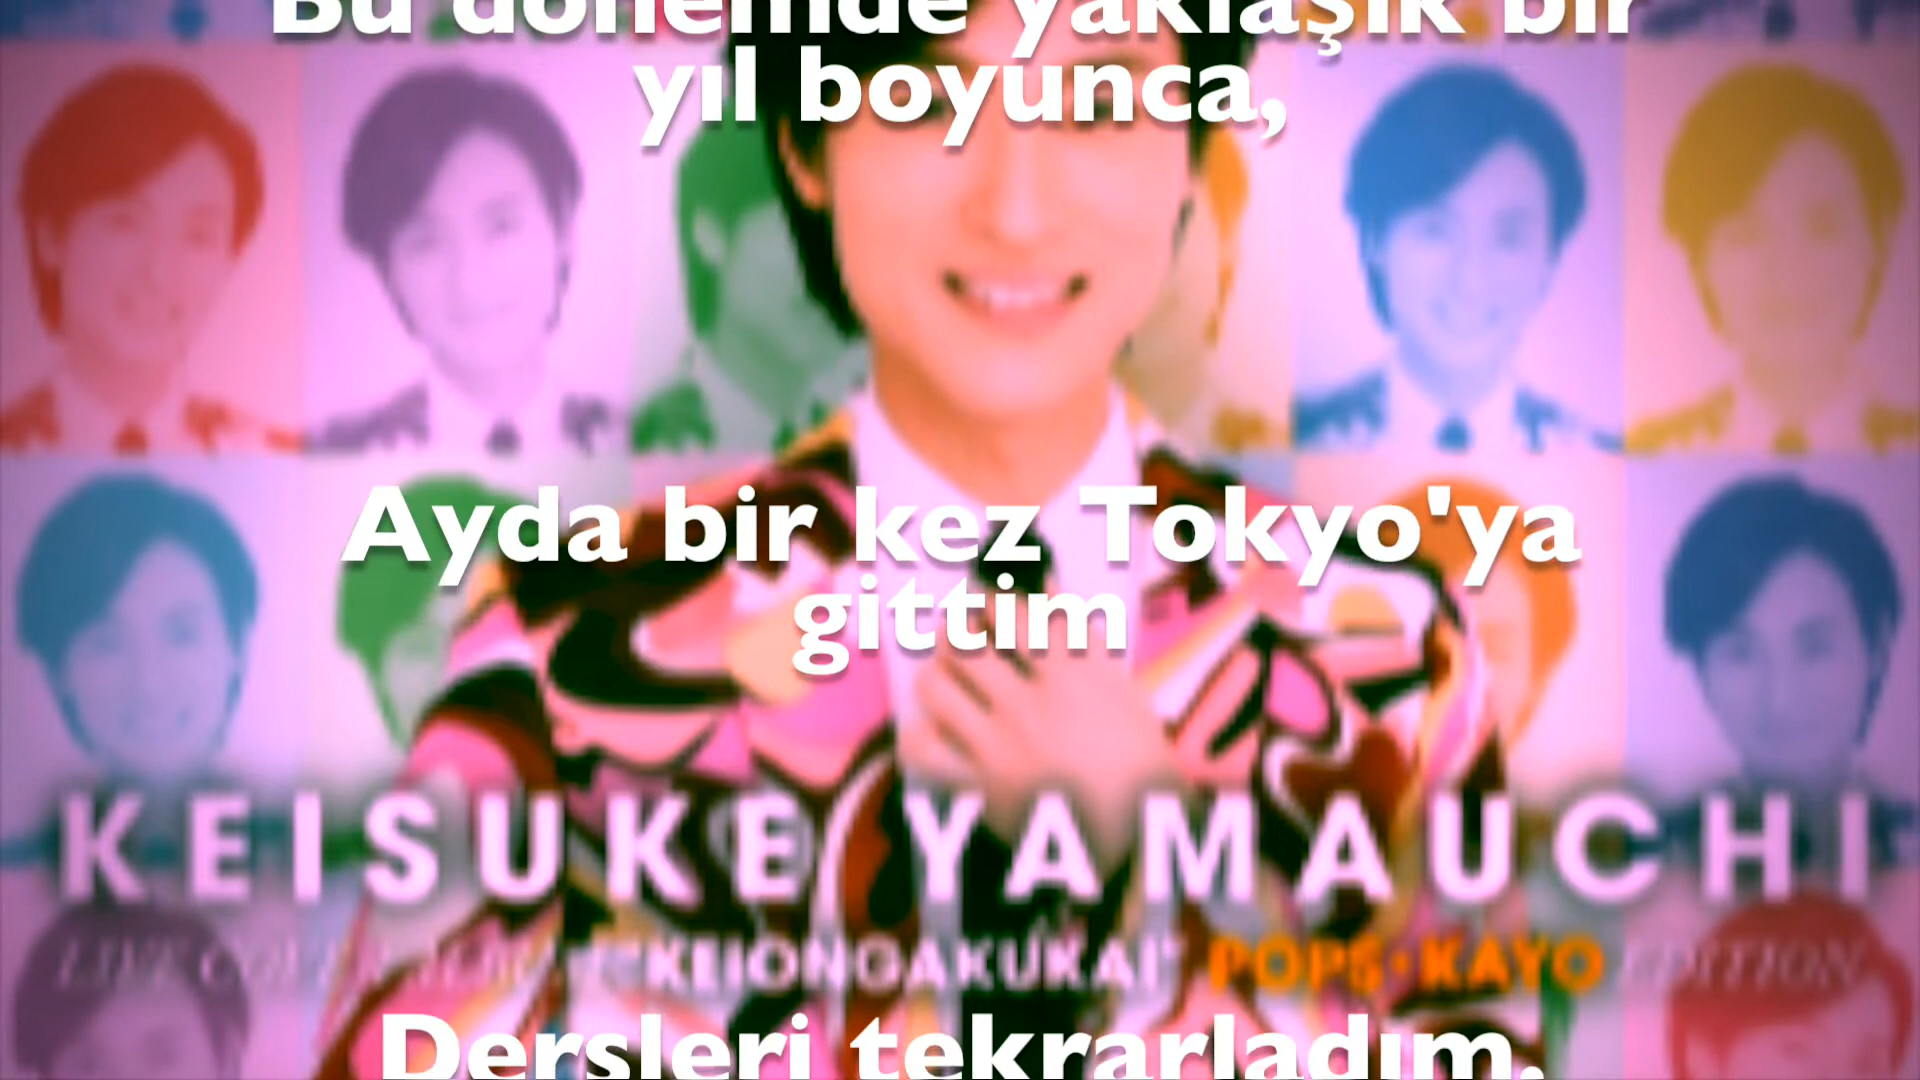 Bu dönemde yaklaşık bir
yıl boyunca,
Ayda bir kez Tokyo'ya
gittim
KEISUKE YAMAUCHI
"KEIONGAKUKAI" POPS·KAYO EDITION
Dersleri tekrarladım.